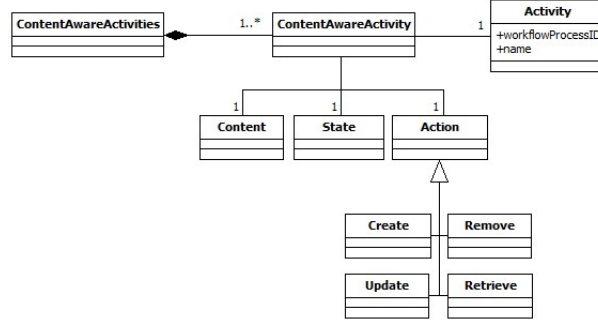 ContentAwareActivities
1..*
ContentAwareActivity
1
Activity
+workflowProcessID
+name
1
1
1
Content
State
Action
Create
Remove
Update
Retrieve